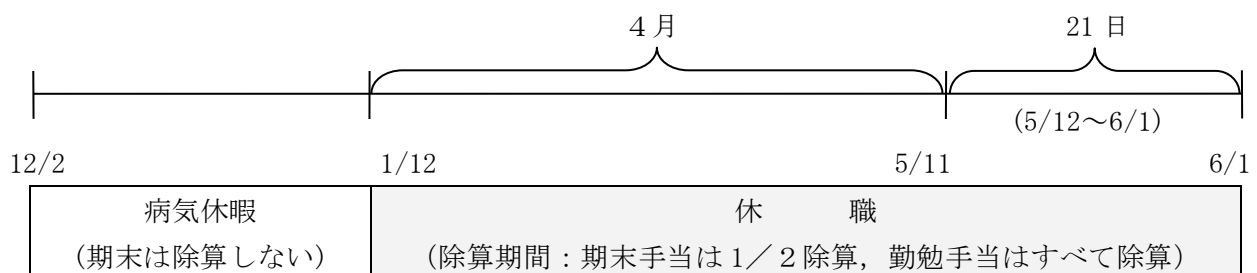 ４月 21 日
(5/12～6/1)
12/2 1/12 5/11 6/1
病気休暇 休　職
（期末は除算しない） （除算期間：期末手当は１／２除算，勤勉手当はすべて除算）